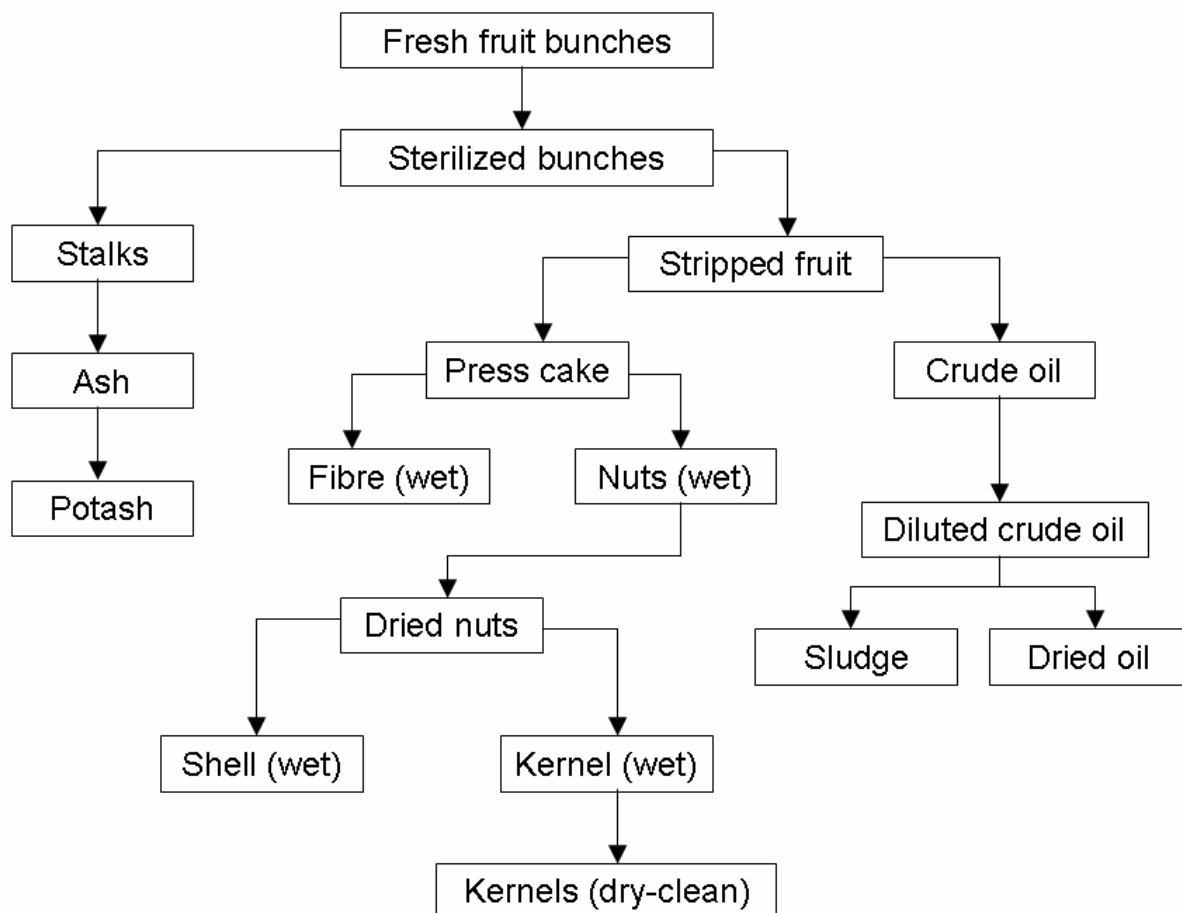 Fresh fruit bunches
Sterilized bunches
Stalks
Stripped fruit
Press cake
Crude oil
Ash
Fibre (wet)
Nuts (wet)
Potash
Diluted crude oil
Dried nuts
Sludge
Dried oil
Shell (wet)
Kernel (wet)
Kernels (dry-clean)